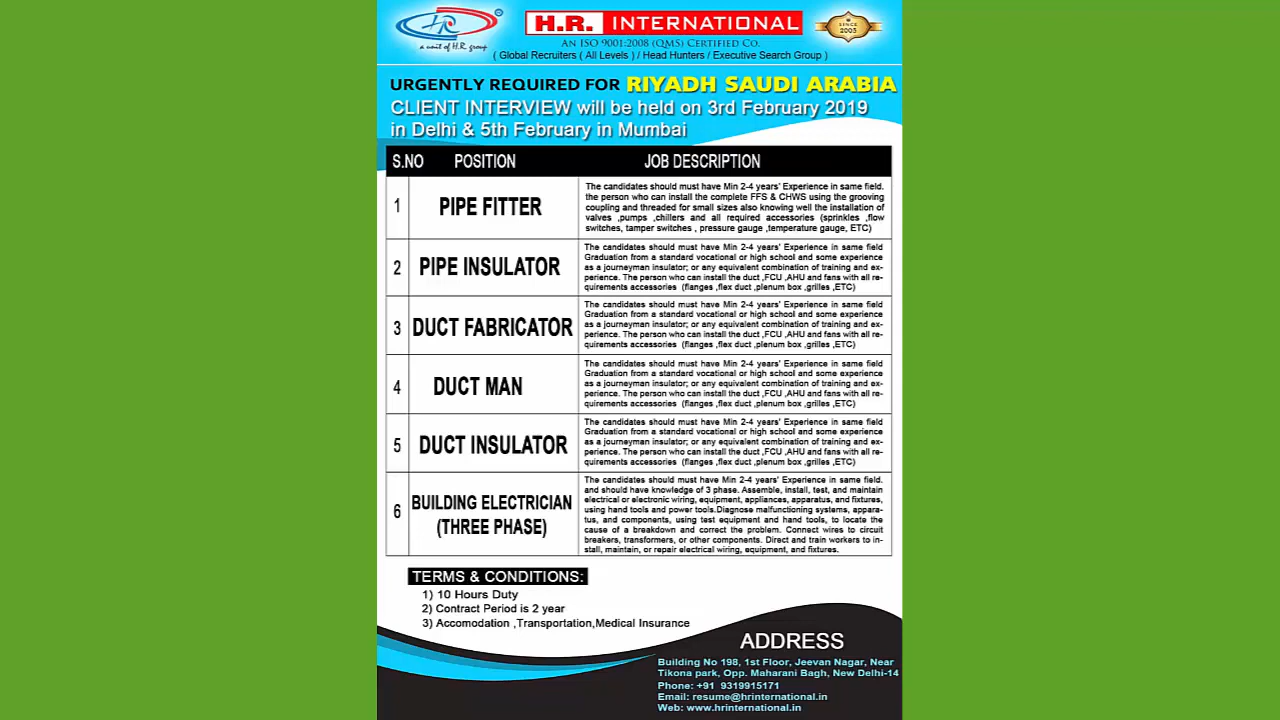 HR
a unit of H.R. group
H.R. INTERNATIONAL
SINCE
2005
AN ISO 9001:2008 (QMS) CERTIFIED Co.
( Global Recruiters ( All Levels ) / Head Hunters / Executive Search Group )
URGENTLY REQUIRED FOR RIYADH SAUDI ARABIA
CLIENT INTERVIEW will be held on 3rd February 2019
in Delhi & 5th February in Mumbai
S.NO POSITION JOB DESCRIPTION
1 PIPE FITTER
The candidates should must have Min 2-4 years' Experience in same field.
the person who can install the complete FFS & CHWS using the grooving
coupling and threaded for small sizes also knowing well the installation of
valves ,pumps ,chillers and all required accessories (sprinkles ,flow
switches, tamper switches , pressure gauge ,temperature gauge, ETC)
2 PIPE INSULATOR
The candidates should must have Min 2-4 years' Experience in same field
Graduation from a standard vocational or high school and some experience
as a journeyman insulator; or any equivalent combination of training and ex-
perience. The person who can install the duct ,FCU ,AHU and fans with all re-
quirements accessories (flanges ,flex duct ,plenum box ,grilles ,ETC)
3 DUCT FABRICATOR
The candidates should must have Min 2-4 years' Experience in same field
Graduation from a standard vocational or high school and some experience
as a journeyman insulator; or any equivalent combination of training and ex-
perience. The person who can install the duct ,FCU ,AHU and fans with all re-
quirements accessories (flanges ,flex duct ,plenum box ,grilles ,ETC)
4 DUCT MAN
The candidates should must have Min 2-4 years' Experience in same field
Graduation from a standard vocational or high school and some experience
as a journeyman insulator; or any equivalent combination of training and ex-
perience. The person who can install the duct ,FCU ,AHU and fans with all re-
quirements accessories (flanges ,flex duct ,plenum box ,grilles ,ETC)
5 DUCT INSULATOR
The candidates should must have Min 2-4 years' Experience in same field
Graduation from a standard vocational or high school and some experience
as a journeyman insulator; or any equivalent combination of training and ex-
perience. The person who can install the duct ,FCU ,AHU and fans with all re-
quirements accessories (flanges ,flex duct ,plenum box ,grilles ,ETC)
6 BUILDING ELECTRICIAN
(THREE PHASE)
The candidates should must have Min 2-4 years' Experience in same field.
and should have knowledge of 3 phase. Assemble, install, test, and maintain
electrical or electronic wiring, equipment, appliances, apparatus, and fixtures,
using hand tools and power tools.Diagnose malfunctioning systems, appara-
tus, and components, using test equipment and hand tools, to locate the
cause of a breakdown and correct the problem. Connect wires to circuit
breakers, transformers, or other components. Direct and train workers to in-
stall, maintain, or repair electrical wiring, equipment, and fixtures.
TERMS & CONDITIONS:
1) 10 Hours Duty
2) Contract Period is 2 year
3) Accomodation ,Transportation,Medical Insurance
ADDRESS
Building No 198, 1st Floor, Jeevan Nagar, Near
Tikona park, Opp. Maharani Bagh, New Delhi-14
Phone: +91 9319915171
Email: resume@hrinternational.in
Web: www.hrinternational.in